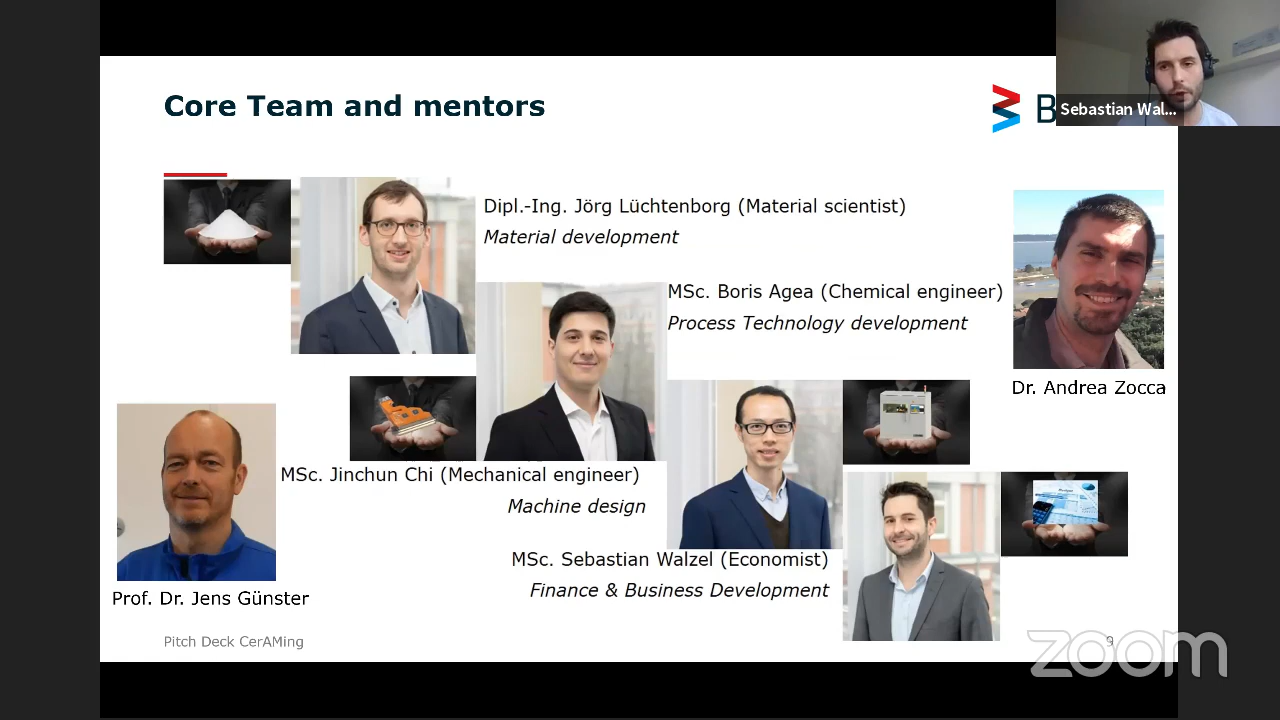 Core Team and mentors
B
Sebastian Wal...
Dipl.-Ing. Jörg Lüchtenborg (Material scientist)
Material development
MSc. Boris Agea (Chemical engineer)
Process Technology development
Dr. Andrea Zocca
MSc. Jinchun Chi (Mechanical engineer)
Machine design
MSc. Sebastian Walzel (Economist)
Finance & Business Development
Prof. Dr. Jens Günster
Pitch Deck CerAMing
9
zoom